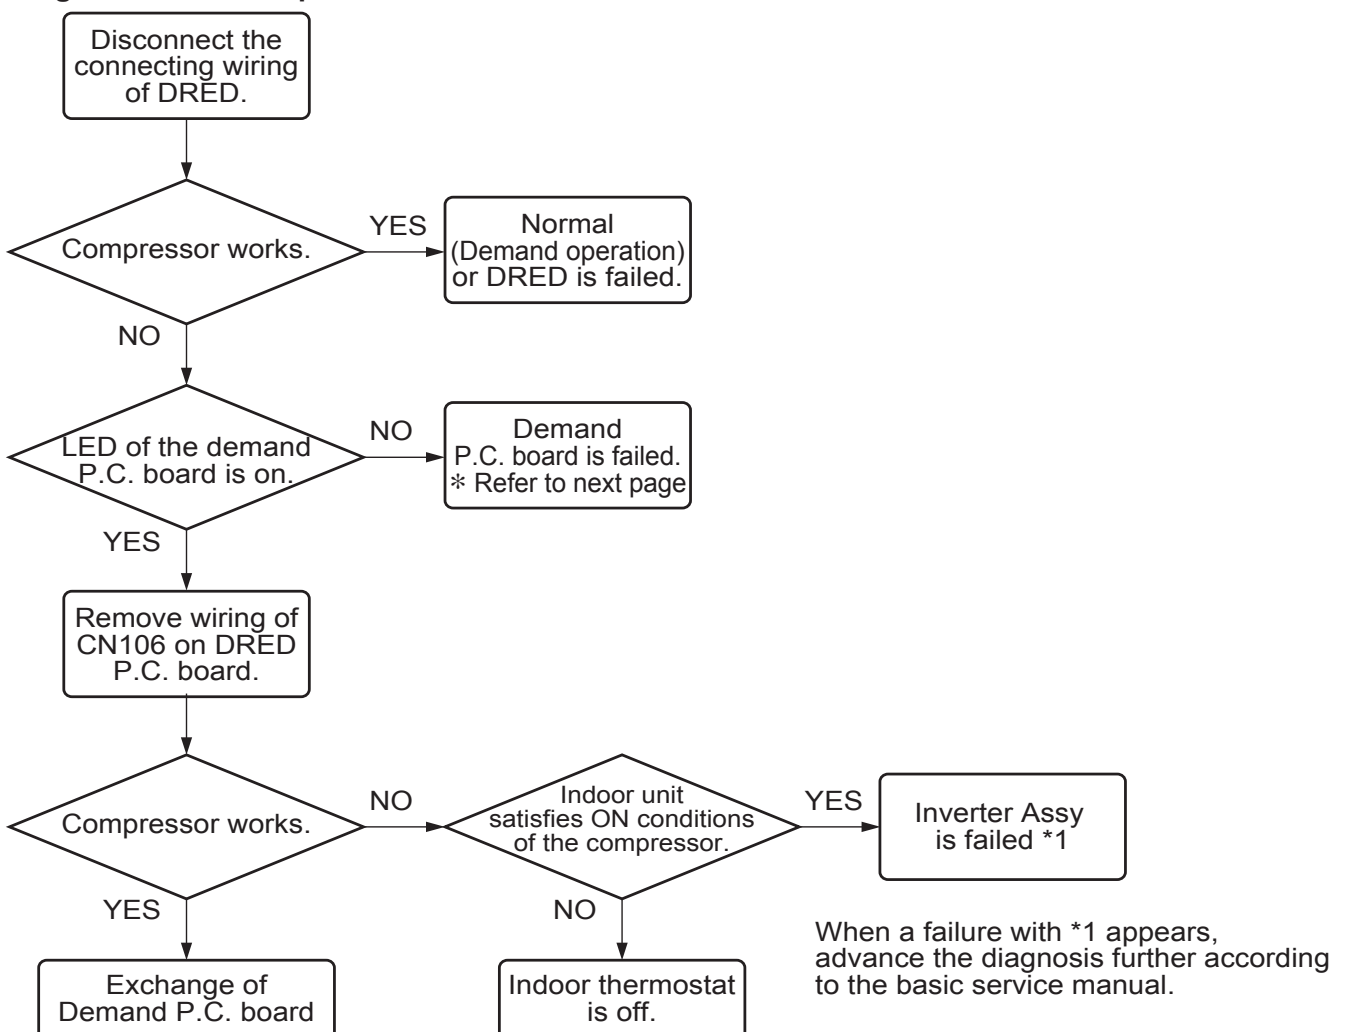 Disconnect the
connecting wiring
of DRED.
Compressor works.
YES
Normal
(Demand operation)
or DRED is failed.
NO
LED of the demand
P.C. board is on.
NO
Demand
P.C. board is failed.
* Refer to next page
YES
Remove wiring of
CN106 on DRED
P.C. board.
Compressor works.
NO
Indoor unit
satisfies ON conditions
of the compressor.
YES
Inverter Assy
is failed *1
YES
Exchange of
Demand P.C. board
NO
Indoor thermostat
is off.
When a failure with *1 appears,
advance the diagnosis further according
to the basic service manual.